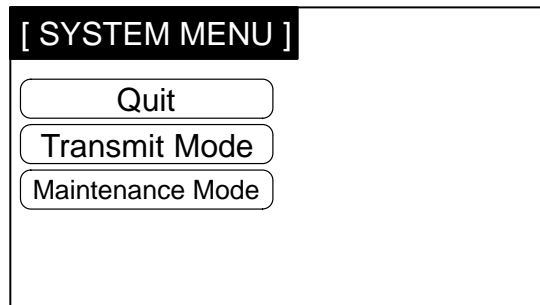 [ SYSTEM MENU ]
Quit
Transmit Mode
Maintenance Mode